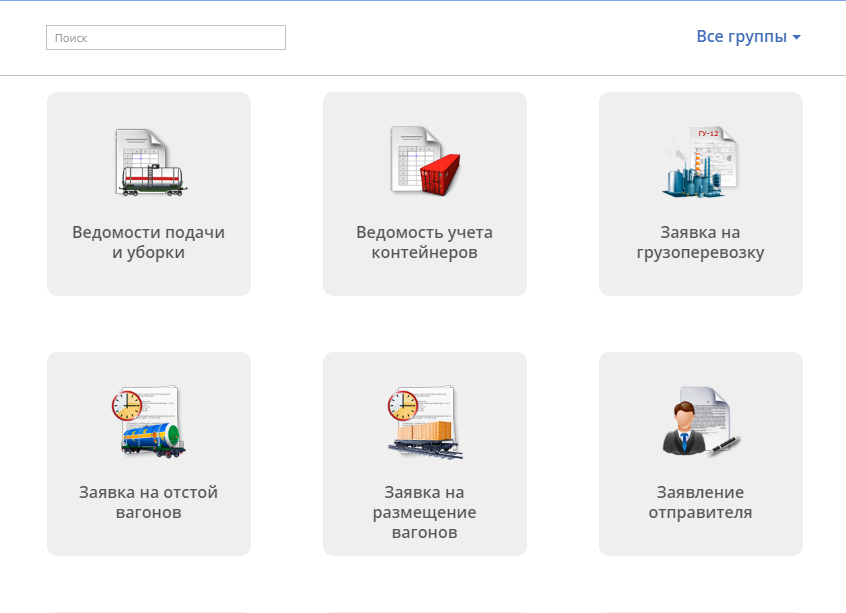 Поиск
Все группы
ГУ-12
Ведомости подачи
и уборки
Ведомость учета
контейнеров
Заявка на
грузоперевозку
Заявка на отстой
вагонов
Заявка на
размещение
вагонов
Заявление
отправителя